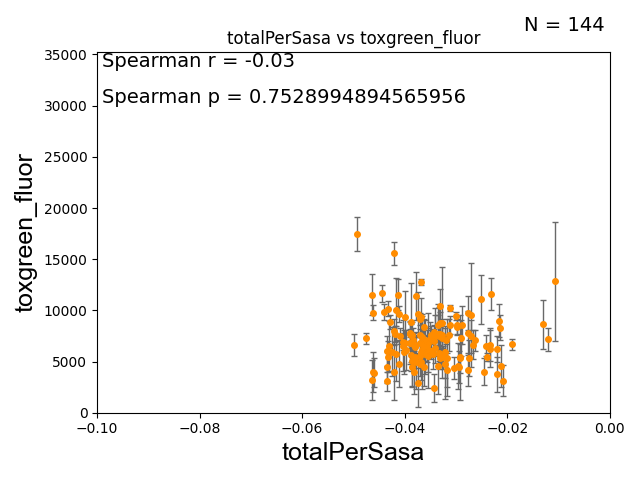 N = 144
totalPerSasa vs toxgreen_fluor
Spearman r = -0.03
Spearman p = 0.7528994894565956
35000
30000
25000
20000
15000
10000
5000
0
toxgreen_fluor
−0.10 −0.08 −0.06 −0.04 −0.02 0.00
totalPerSasa